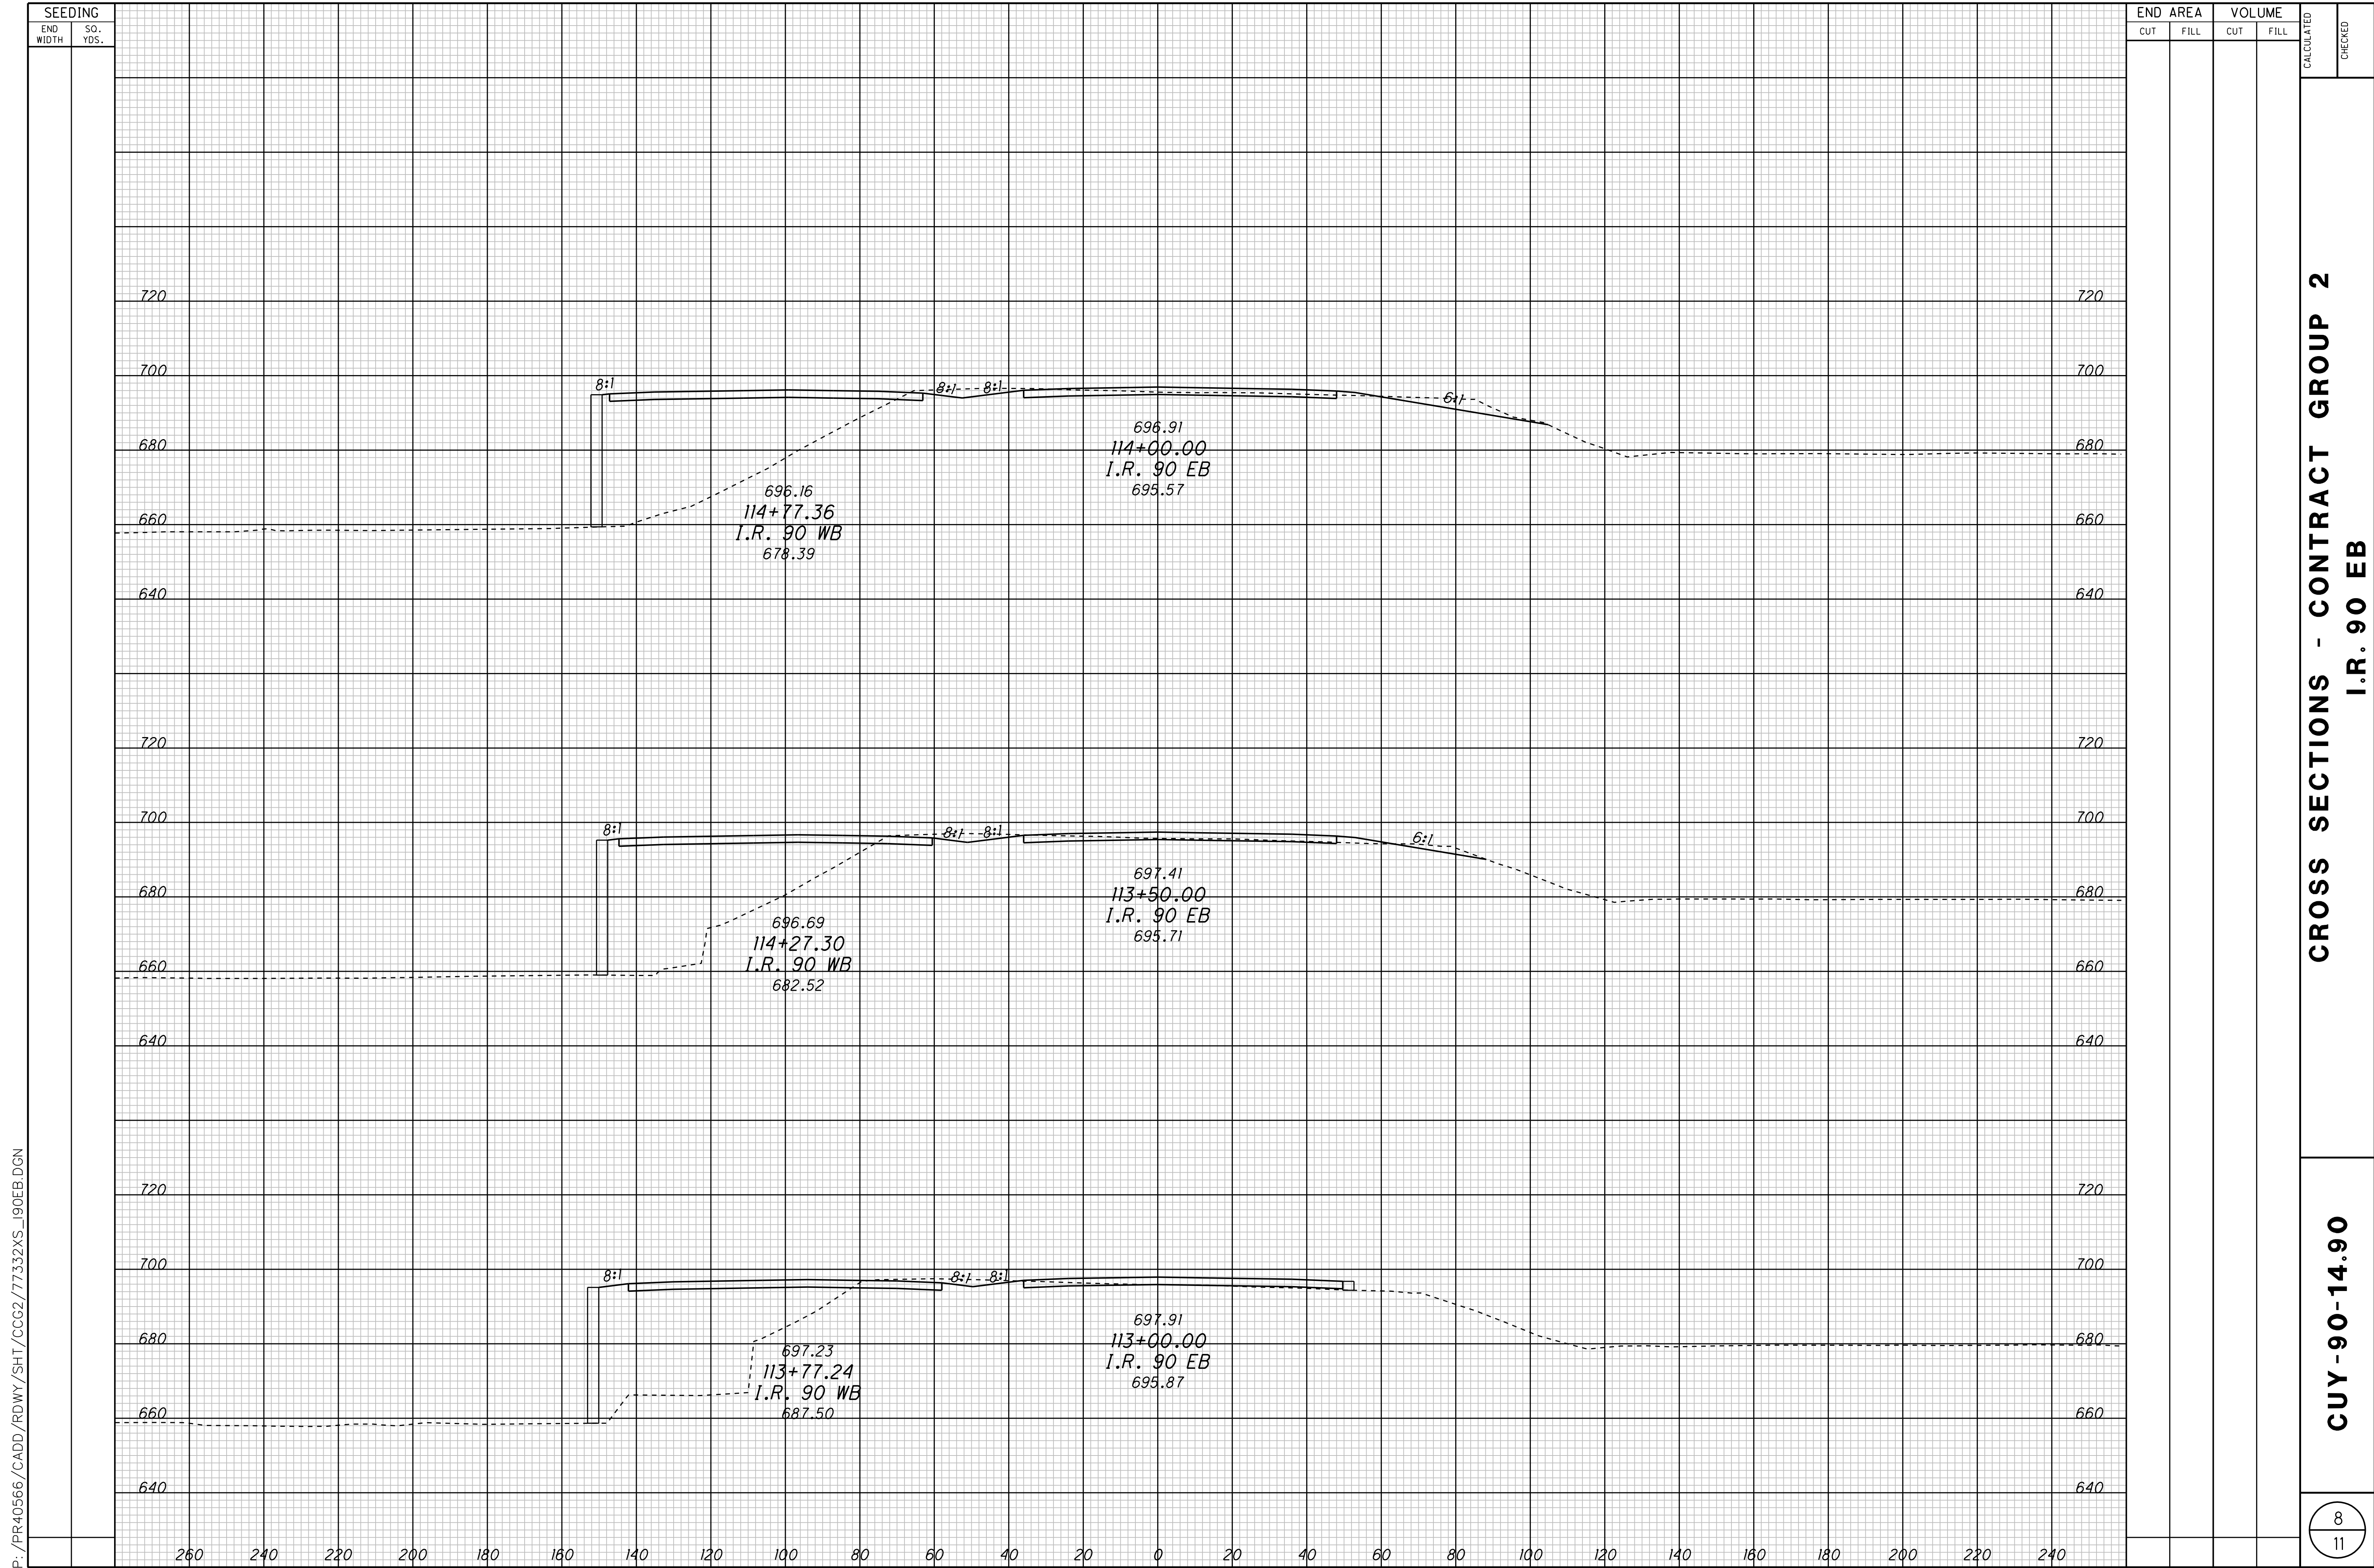 SEEDING
END WIDTH
SQ. YDS.
END AREA
VOLUME
CUT
FILL
CUT
FILL
CALCULATED
CHECKED
720
720
700
700
8:1
8:1
8:1
6:1
680
680
696.91
114+00.00
I.R. 90 EB
695.57
696.16
114+77.36
I.R. 90 WB
678.39
660
660
640
640
720
720
700
700
8:1
8:1
8:1
6:1
680
680
697.41
113+50.00
I.R. 90 EB
695.71
696.69
114+27.30
I.R. 90 WB
682.52
660
660
640
640
720
720
700
700
8:1
8:1
8:1
680
680
697.91
113+00.00
I.R. 90 EB
695.87
697.23
113+77.24
I.R. 90 WB
687.50
660
660
640
640
260 240 220 200 180 160 140 120 100 80 60 40 20 0 20 40 60 80 100 120 140 160 180 200 220 240
CROSS SECTIONS - CONTRACT GROUP 2
I.R. 90 EB
CUY-90-14.90
8
11
P:/PR40566/CADD/RDWY/SHT/CCG2/77332XS_I90EB.DGN